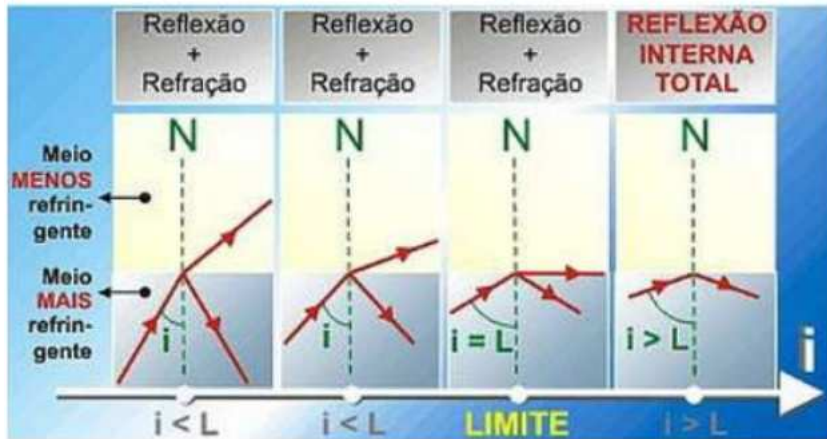 Reflexão
+
Refração
Reflexão
+
Refração
Reflexão
+
Refração
REFLEXÃO
INTERNA
TOTAL
N
N
N
N
Meio
MENOS
refrin-
gente
Meio
MAIS
refrin-
gente
i
i
i = L
i > L
i
i < L
i < L
LIMITE
i > L